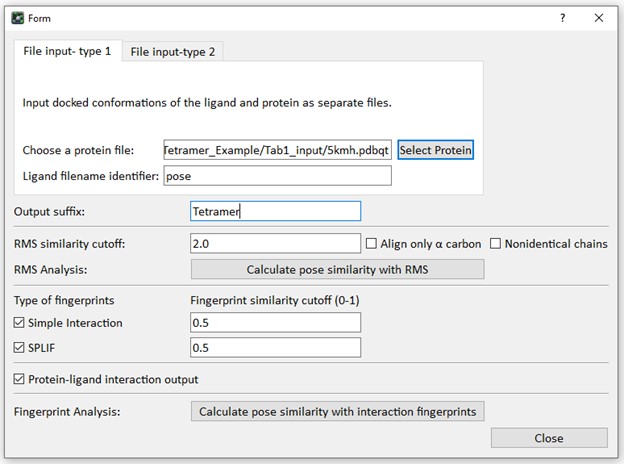 Form
File input- type 1 File input-type 2
Input docked conformations of the ligand and protein as separate files.
Choose a protein file: Tetramer_Example/Tab1_input/5kmh.pdbqt Select Protein
Ligand filename identifier: pose
Output suffix: Tetramer
RMS similarity cutoff: 2.0 Align only α carbon Nonidentical chains
RMS Analysis: Calculate pose similarity with RMS
Type of fingerprints Fingerprint similarity cutoff (0-1)
Simple Interaction 0.5
SPLIF 0.5
Protein-ligand interaction output
Fingerprint Analysis: Calculate pose similarity with interaction fingerprints
Close